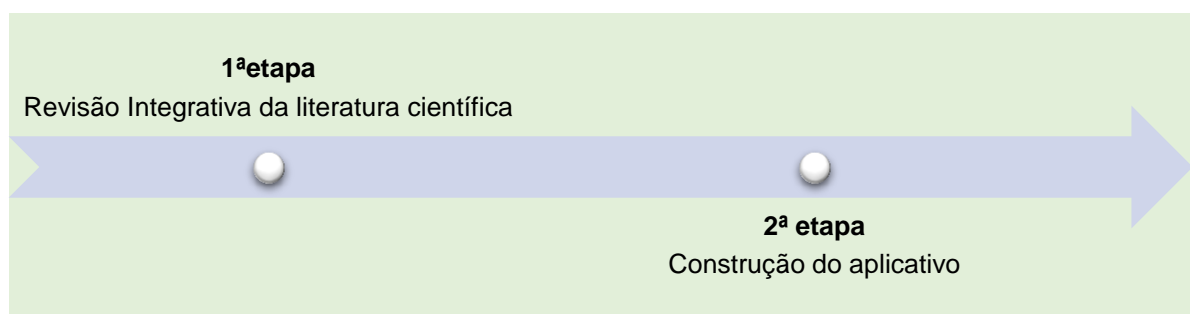 1ªetapa
Revisão Integrativa da literatura científica
2ª etapa
Construção do aplicativo